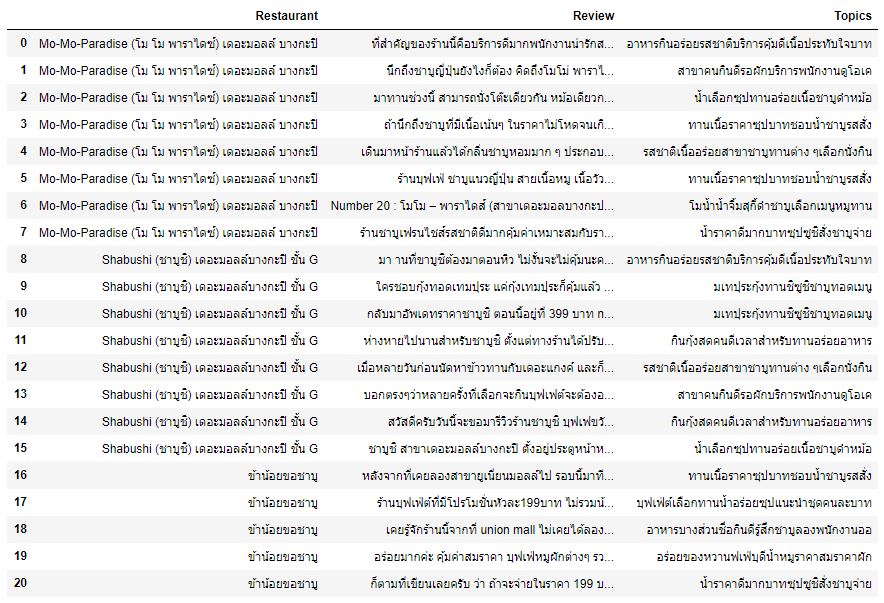 Restaurant Review Topics
0 Mo-Mo-Paradise (โม โม พาราไดซ์) เดอะมอลล์ บางกะปิ ที่สำคัญของร้านนี้คือบริการดีมากพนักงานน่ารักส... อาหารกินอร่อยรสชาติบริการคุ้มดีเนื้อประทับใจบาท
1 Mo-Mo-Paradise (โม โม พาราไดซ์) เดอะมอลล์ บางกะปิ นึกถึงชาบูญี่ปุ่นยังไงก็ต้อง คิดถึงโมโม่ พาราไ... สาขาคนกินดีรอผักบริการพนักงานดูโอเค
2 Mo-Mo-Paradise (โม โม พาราไดซ์) เดอะมอลล์ บางกะปิ มาทานช่วงนี้ สามารถนั่งโต๊ะเดียวกัน หม้อเดียวก... น้ำเลือกซุปทานอร่อยเนื้อชาบูดำหม้อ
3 Mo-Mo-Paradise (โม โม พาราไดซ์) เดอะมอลล์ บางกะปิ ถ้านึกถึงชาบูที่มีเนื้อเน้นๆ ในราคาไม่โหดจนเกิ... ทานเนื้อราคาซุปบาทชอบน้ำชาบูรสสั่ง
4 Mo-Mo-Paradise (โม โม พาราไดซ์) เดอะมอลล์ บางกะปิ เดินมาหน้าร้านแล้วได้กลิ่นชาบูหอมมาก ๆ ประกอบ... รสชาติเนื้ออร่อยสาขาชาบูทานต่าง ๆเลือกนั่งกิน
5 Mo-Mo-Paradise (โม โม พาราไดซ์) เดอะมอลล์ บางกะปิ ร้านบุฟเฟ่ ชาบูแนวญี่ปุ่น สายเนื้อหมู เนื้อวัว... ทานเนื้อราคาซุปบาทชอบน้ำชาบูรสสั่ง
6 Mo-Mo-Paradise (โม โม พาราไดซ์) เดอะมอลล์ บางกะปิ Number 20 : โมโม – พาราไดส์ (สาขาเดอะมอลบางกะป... โมน้ำน้ำจิ้มสุกี้ดำชาบูเลือกเมนูหมูทาน
7 Mo-Mo-Paradise (โม โม พาราไดซ์) เดอะมอลล์ บางกะปิ ร้านชาบูเฟรนไชส์รสชาติดีมากคุ้มค่าเหมาะสมกับรา... น้ำราคาดีมากบาทซุปซูชิสั่งชาบูจ่าย
8 Shabushi (ชาบูชิ) เดอะมอลล์บางกะปิ ชั้น G มา านที่ขาบูชิต้องมาตอนหิว ไม่งั้นจะไม่คุ้มนะค... อาหารกินอร่อยรสชาติบริการคุ้มดีเนื้อประทับใจบาท
9 Shabushi (ชาบูชิ) เดอะมอลล์บางกะปิ ชั้น G ใครชอบกุ้งทอดเทมปุระ แค่กุ้งเทมปุระก็คุ้มแล้ว ... มเทประกุ้งทานชิซูชิชาบูทอดเมนู
10 Shabushi (ชาบูชิ) เดอะมอลล์บางกะปิ ชั้น G กลับมาอัพเดทราคาชาบูชิ ตอนนี้อยู่ที่ 399 บาท ก... มเทประกุ้งทานชิซูชิชาบูทอดเมนู
11 Shabushi (ชาบูชิ) เดอะมอลล์บางกะปิ ชั้น G ห่างหายไปนานสำหรับชาบูชิ ตั้งแต่ทางร้านได้ปรับ... กินกุ้งสดคนดีเวลาสำหรับทานอร่อยอาหาร
12 Shabushi (ชาบูชิ) เดอะมอลล์บางกะปิ ชั้น G เมื่อหลายวันก่อนนัดหาข้าวทานกับเดอะแกงค์ และก็... รสชาติเนื้ออร่อยสาขาชาบูทานต่าง ๆเลือกนั่งกิน
13 Shabushi (ชาบูชิ) เดอะมอลล์บางกะปิ ชั้น G บอกตรงๆว่าหลายครั้งที่เลือกจะกินบุฟเฟ่ต์จะต้องอ... สาขาคนกินดีรอผักบริการพนักงานดูโอเค
14 Shabushi (ชาบูชิ) เดอะมอลล์บางกะปิ ชั้น G สวัสดีครับวันนี้จะขอมารีวิวร้านชาบูชิ บุฟเฟ่ขวั... กินกุ้งสดคนดีเวลาสำหรับทานอร่อยอาหาร
15 Shabushi (ชาบูชิ) เดอะมอลล์บางกะปิ ชั้น G ชาบูชิ สาขาเดอะมอลล์บางกะปิ ตั้งอยู่ประตูหน้าห... น้ำเลือกซุปทานอร่อยเนื้อชาบูดำหม้อ
16 ข้าน้อยขอชาบู หลังจากที่เคยลองสาขายูเนี่ยนมอลล์ไป รอบนี้มาที... ทานเนื้อราคาซุปบาทชอบน้ำชาบูรสสั่ง
17 ข้าน้อยขอชาบู ร้านบุฟเฟ่ต์ที่มีโปรโมชั่นหัวละ199บาท ไม่รวมน้... บุฟเฟ่ต์เลือกทานน้ำอร่อยซุปแนะนำชุดคนละบาท
18 ข้าน้อยขอชาบู เคยรู้จักร้านนี้จากที่ union mall ไม่เคยได้ลอง... อาหารบางส่วนชื่อกินดีรู้สึกชาบูลองพนักงานออ
19 ข้าน้อยขอชาบู อร่อยมากค่ะ คุ้มค่าสมราคา บุฟเฟ่หมูผักต่างๆ รว... อร่อยของหวานฟเฟ่บุดีน้ำหมูราคาสมราคาผัก
20 ข้าน้อยขอชาบู ก็ตามที่เขียนเลยครับ ว่า ถ้าจะจ่ายในราคา 199 บ... น้ำราคาดีมากบาทซุปซูชิสั่งชาบูจ่าย